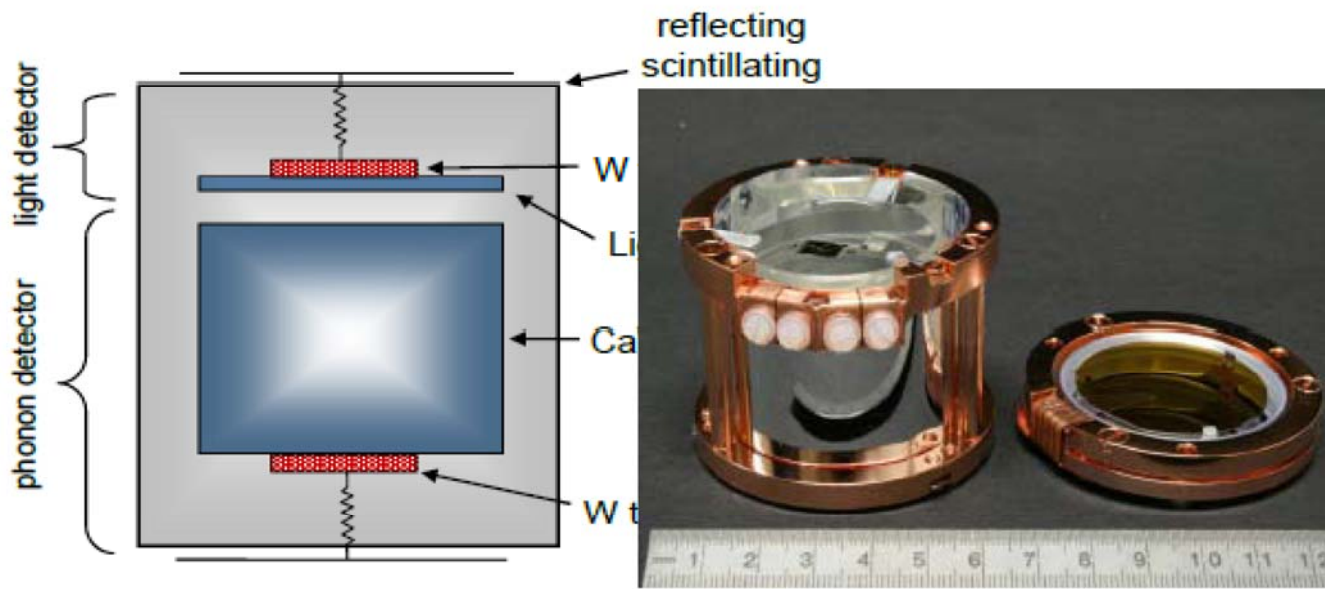 reflecting
scintillating
light detector
W
Li
phonon detector
Ca
W t
1 2 3 4 5 6 7 8 9 10 11 12